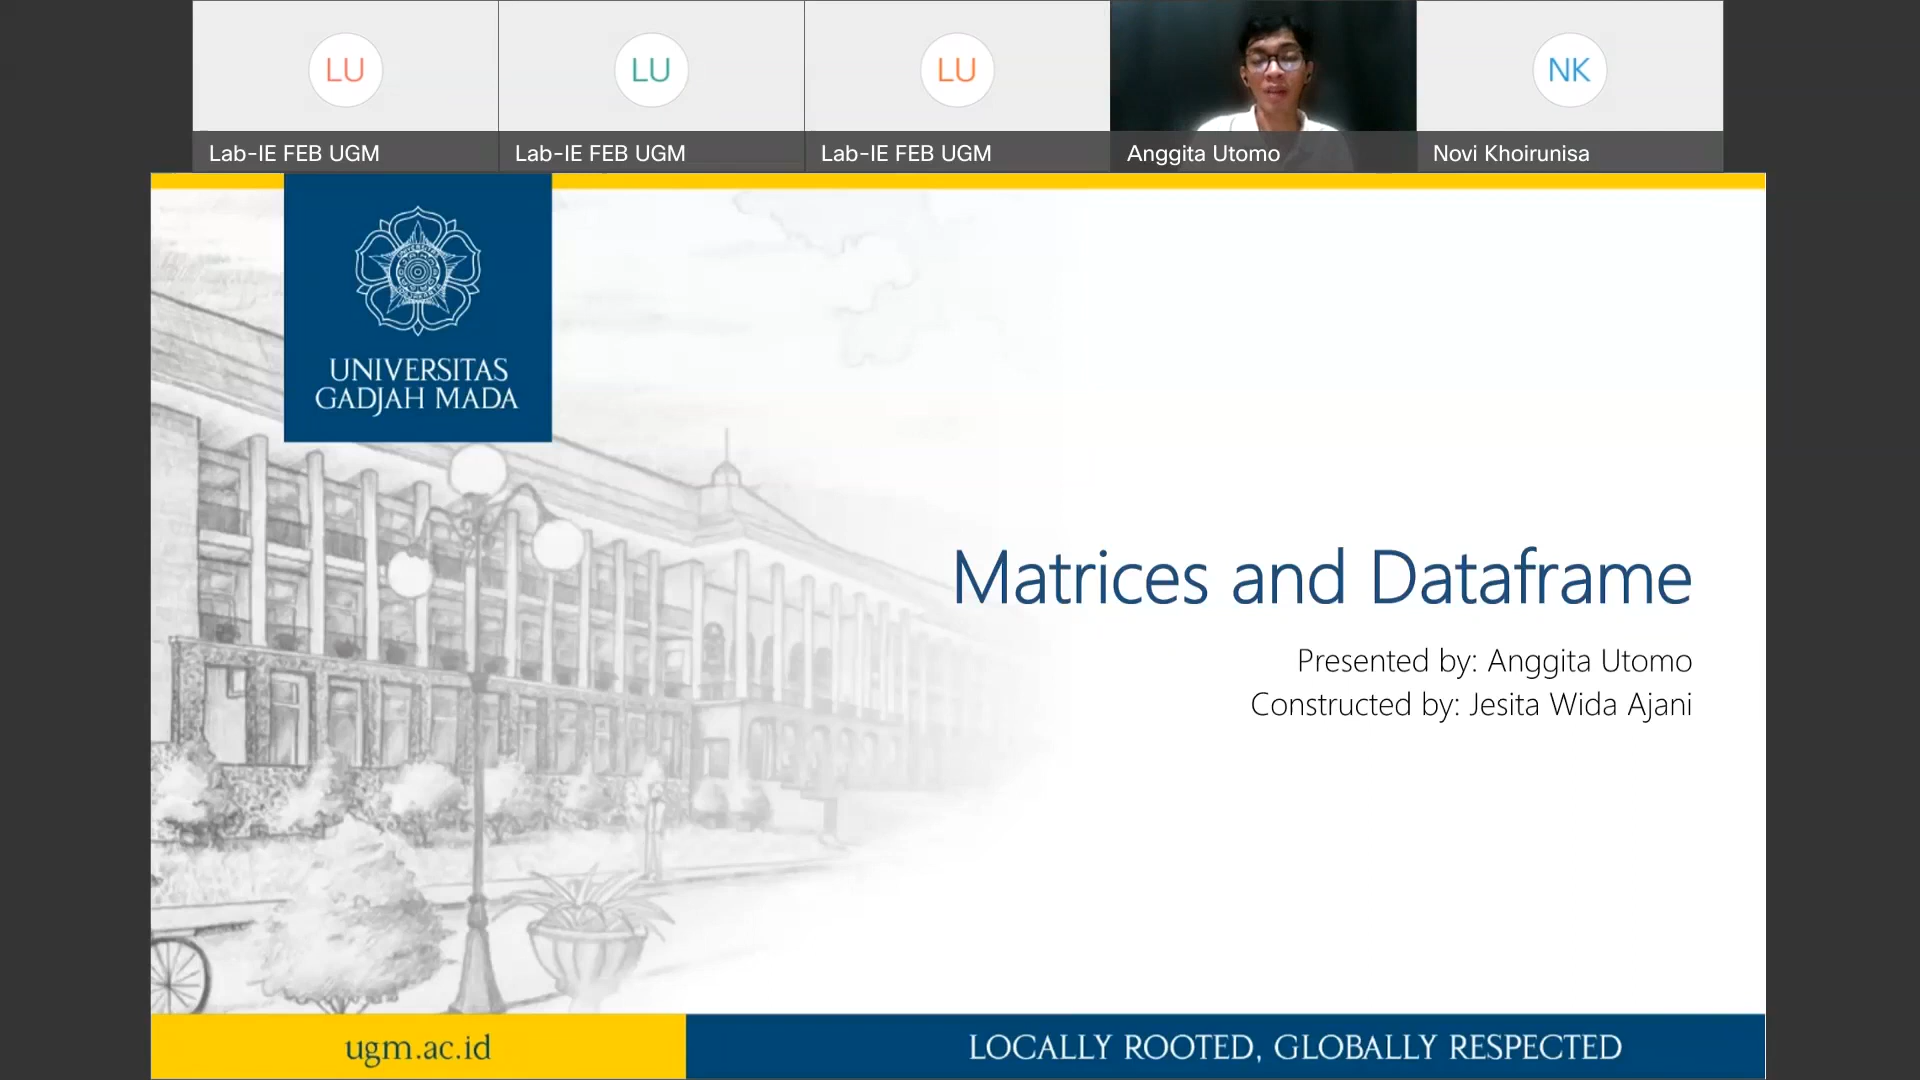 LU
LU
LU
NK
Lab-IE FEB UGM
Lab-IE FEB UGM
Lab-IE FEB UGM
Anggita Utomo
Novi Khoirunisa
UNIVERSITAS
GADJAH MADA
Matrices and Dataframe
Presented by: Anggita Utomo
Constructed by: Jesita Wida Ajani
ugm.ac.id
LOCALLY ROOTED, GLOBALLY RESPECTED